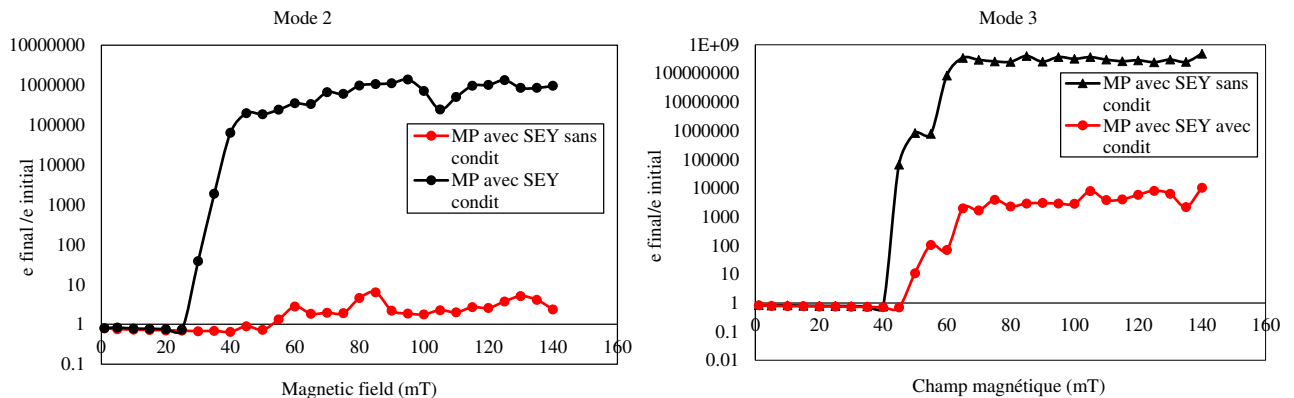 Mode 2
10000000
1000000
100000
10000
1000
100
10
1
0.1
e final/e initial
0 20 40 60 80 100 120 140 160
Magnetic field (mT)
MP avec SEY sans
condit
MP avec SEY
condit
Mode 3
1E+09
100000000
10000000
1000000
100000
10000
1000
100
10
1
0.1
0.01
e final/e initial
0 20 40 60 80 100 120 140 160
Champ magnétique (mT)
MP avec SEY sans
condit
MP avec SEY avec
condit